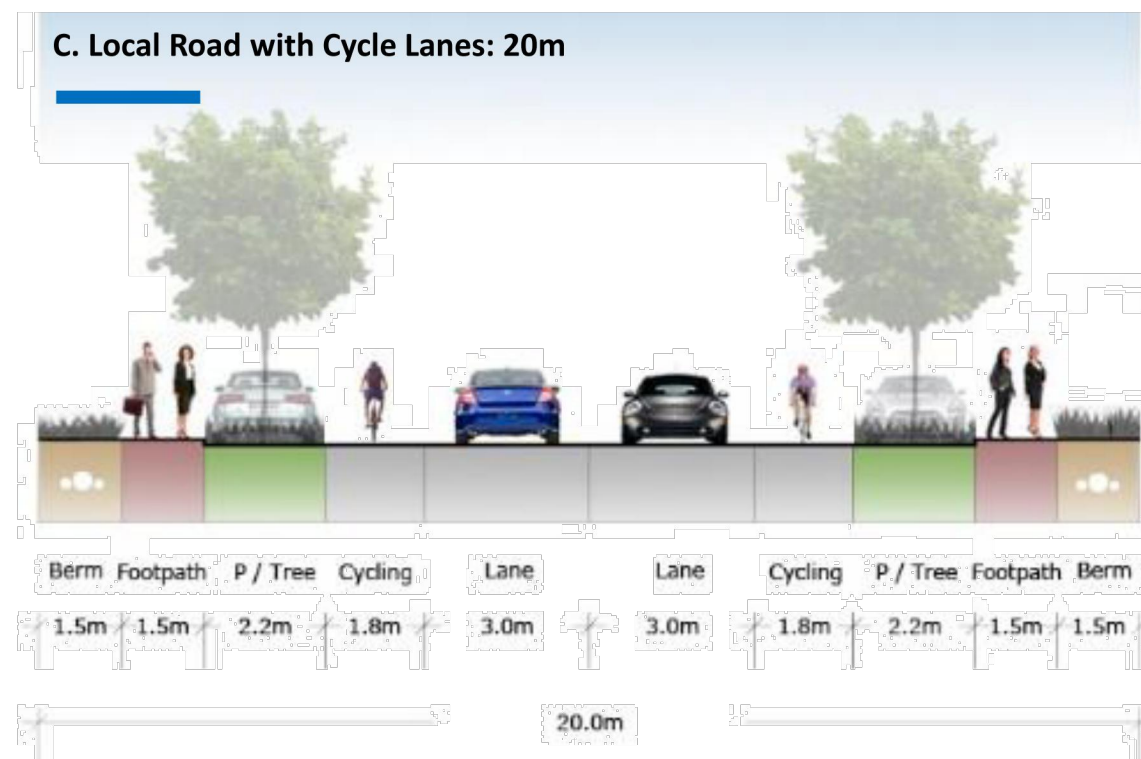 C. Local Road with Cycle Lanes: 20m
Berm Footpath P / Tree Cycling Lane Lane Cycling P / Tree Footpath Berm
1.5m 1.5m 2.2m 1.8m 3.0m 3.0m 1.8m 2.2m 1.5m 1.5m
20.0m